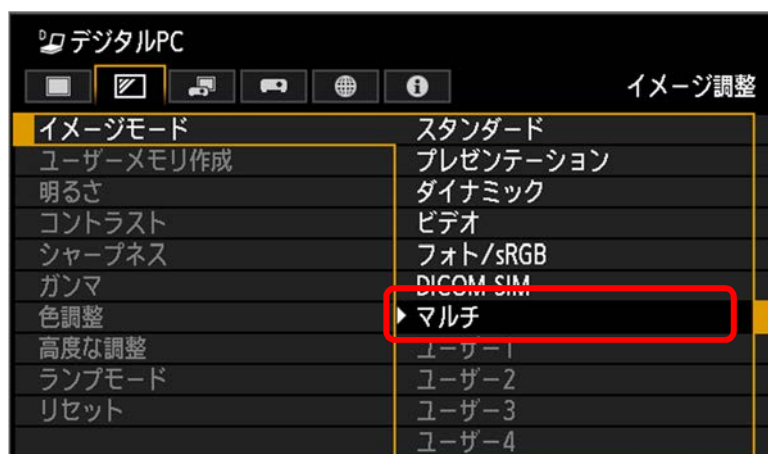 デジタルPC
イメージ調整
イメージモード
ユーザーメモリ作成
明るさ
コントラスト
シャープネス
ガンマ
色調整
高度な調整
ランプモード
リセット
スタンダード
プレゼンテーション
ダイナミック
ビデオ
フォト/sRGB
DICOM SIM
マルチ
ユーザー1
ユーザー2
ユーザー3
ユーザー4